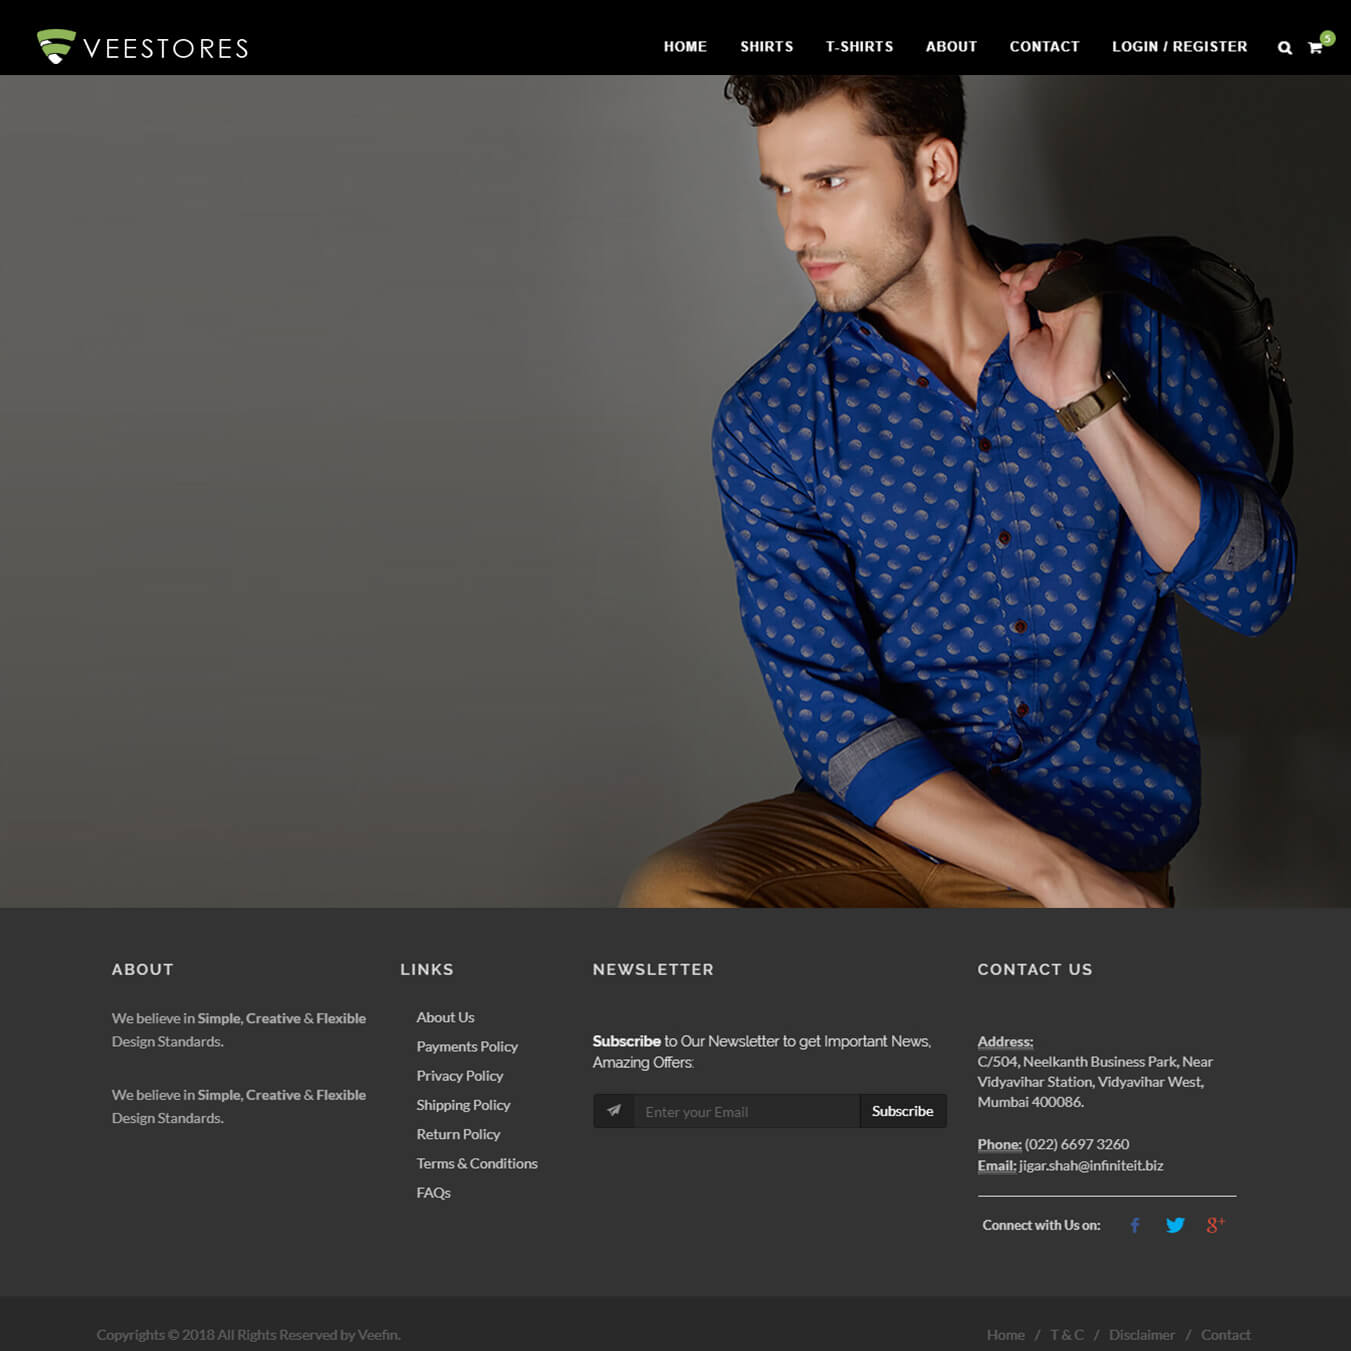 VEESTORES
HOME SHIRTS T-SHIRTS ABOUT CONTACT LOGIN / REGISTER 5
ABOUT
We believe in Simple, Creative & Flexible
Design Standards.
We believe in Simple, Creative & Flexible
Design Standards.
LINKS
About Us
Payments Policy
Privacy Policy
Shipping Policy
Return Policy
Terms & Conditions
FAQs
NEWSLETTER
Subscribe to Our Newsletter to get Important News,
Amazing Offers:
Enter your Email Subscribe
CONTACT US
Address:
C/504, Neelkanth Business Park, Near
Vidyavihar Station, Vidyavihar West,
Mumbai 400086.
Phone: (022) 6697 3260
Email: jigar.shah@infiniteit.biz
Connect with Us on: f g+
Copyrights © 2018 All Rights Reserved by Veefin.
Home / T & C / Disclaimer / Contact